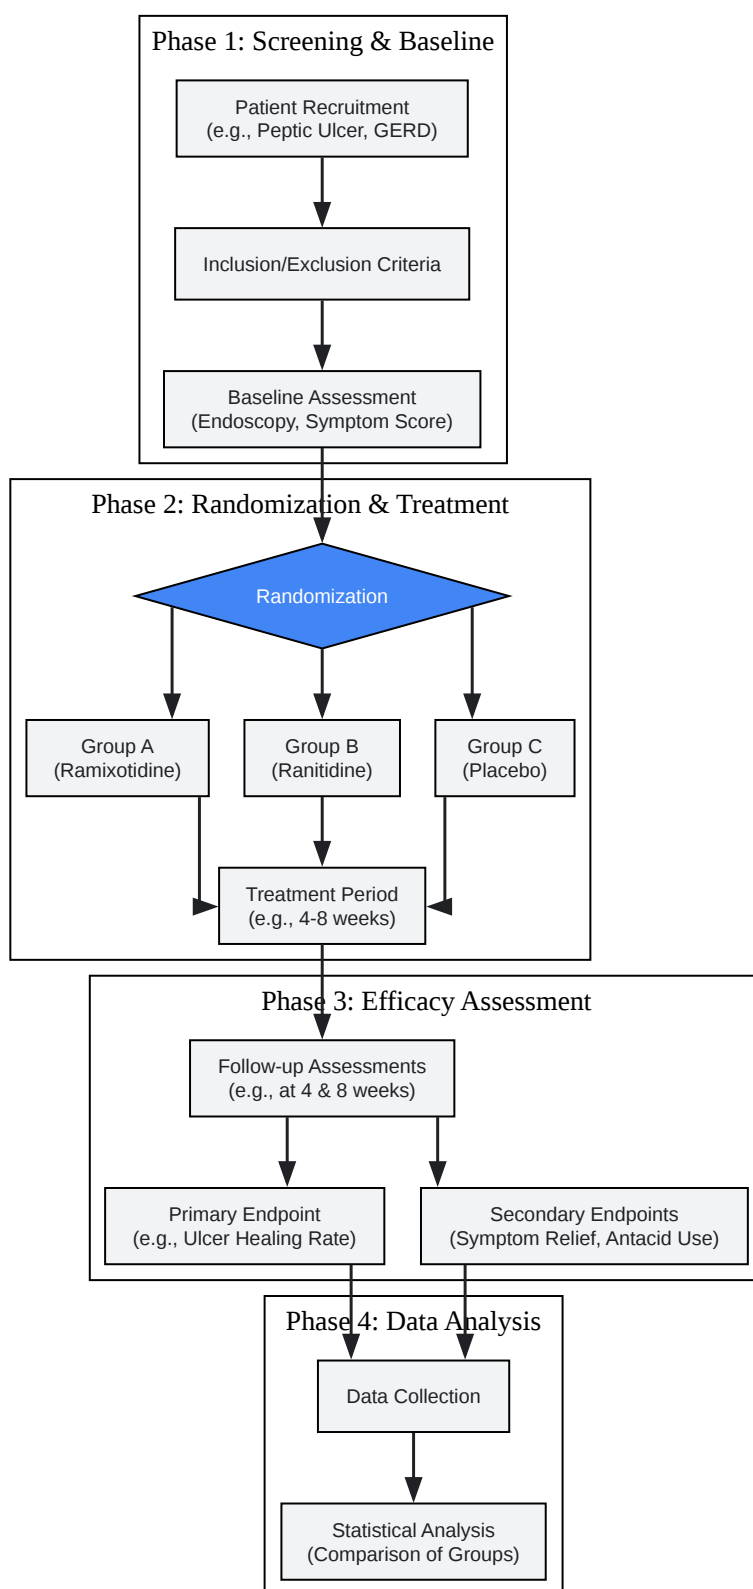 Phase 1: Screening & Baseline
Patient Recruitment
(e.g., Peptic Ulcer, GERD)
Inclusion/Exclusion Criteria
Baseline Assessment
(Endoscopy, Symptom Score)
Phase 2: Randomization & Treatment
Randomization
Group A
(Ramixotidine)
Group B
(Ranitidine)
Group C
(Placebo)
Treatment Period
(e.g., 4-8 weeks)
Phase 3: Efficacy Assessment
Follow-up Assessments
(e.g., at 4 & 8 weeks)
Primary Endpoint
(e.g., Ulcer Healing Rate)
Secondary Endpoints
(Symptom Relief, Antacid Use)
Phase 4: Data Analysis
Data Collection
Statistical Analysis
(Comparison of Groups)